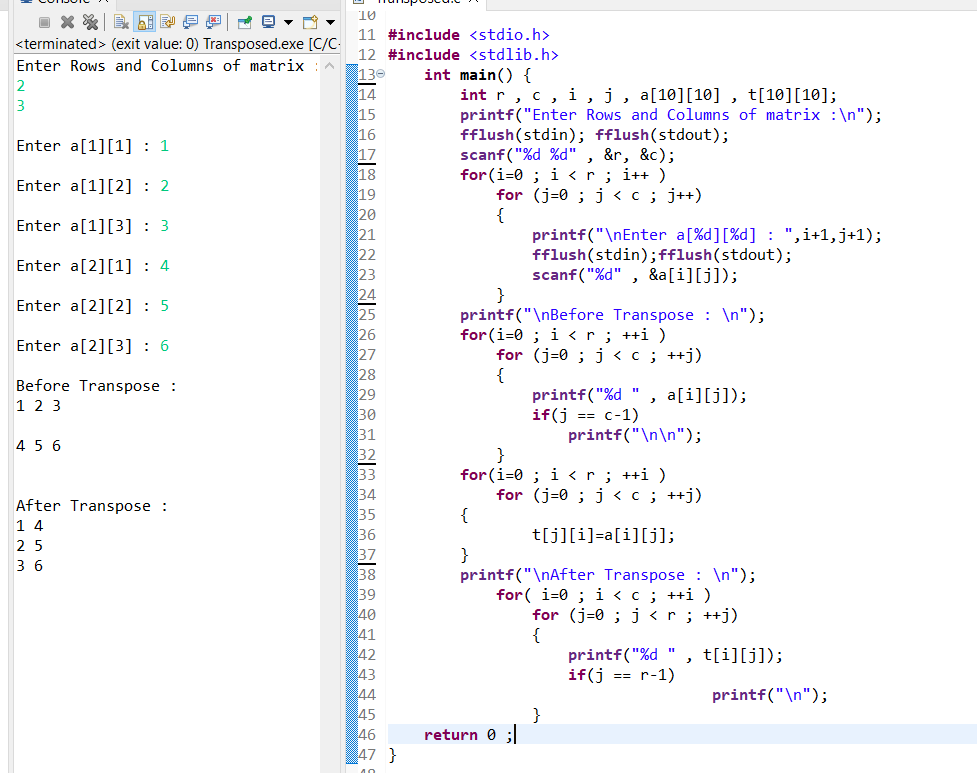 Console
<terminated> (exit value: 0) Transposed.exe [C/C
Enter Rows and Columns of matrix :
2
3
Enter a[1][1] : 1
Enter a[1][2] : 2
Enter a[1][3] : 3
Enter a[2][1] : 4
Enter a[2][2] : 5
Enter a[2][3] : 6
Before Transpose :
1 2 3
4 5 6
After Transpose :
1 4
2 5
3 6
Transposed.c
10
11 #include <stdio.h>
12 #include <stdlib.h>
13 int main() {
14 int r , c , i , j , a[10][10] , t[10][10];
15 printf("Enter Rows and Columns of matrix :\n");
16 fflush(stdin); fflush(stdout);
17 scanf("%d %d" , &r, &c);
18 for(i=0 ; i < r ; i++ )
19 for (j=0 ; j < c ; j++)
20 {
21 printf("\nEnter a[%d][%d] : ",i+1,j+1);
22 fflush(stdin);fflush(stdout);
23 scanf("%d" , &a[i][j]);
24 }
25 printf("\nBefore Transpose : \n");
26 for(i=0 ; i < r ; ++i )
27 for (j=0 ; j < c ; ++j)
28 {
29 printf("%d " , a[i][j]);
30 if(j == c-1)
31 printf("\n\n");
32 }
33 for(i=0 ; i < r ; ++i )
34 for (j=0 ; j < c ; ++j)
35 {
36 t[j][i]=a[i][j];
37 }
38 printf("\nAfter Transpose : \n");
39 for( i=0 ; i < c ; ++i )
40 for (j=0 ; j < r ; ++j)
41 {
42 printf("%d " , t[i][j]);
43 if(j == r-1)
44 printf("\n");
45 }
46 return 0 ;
47 }
48